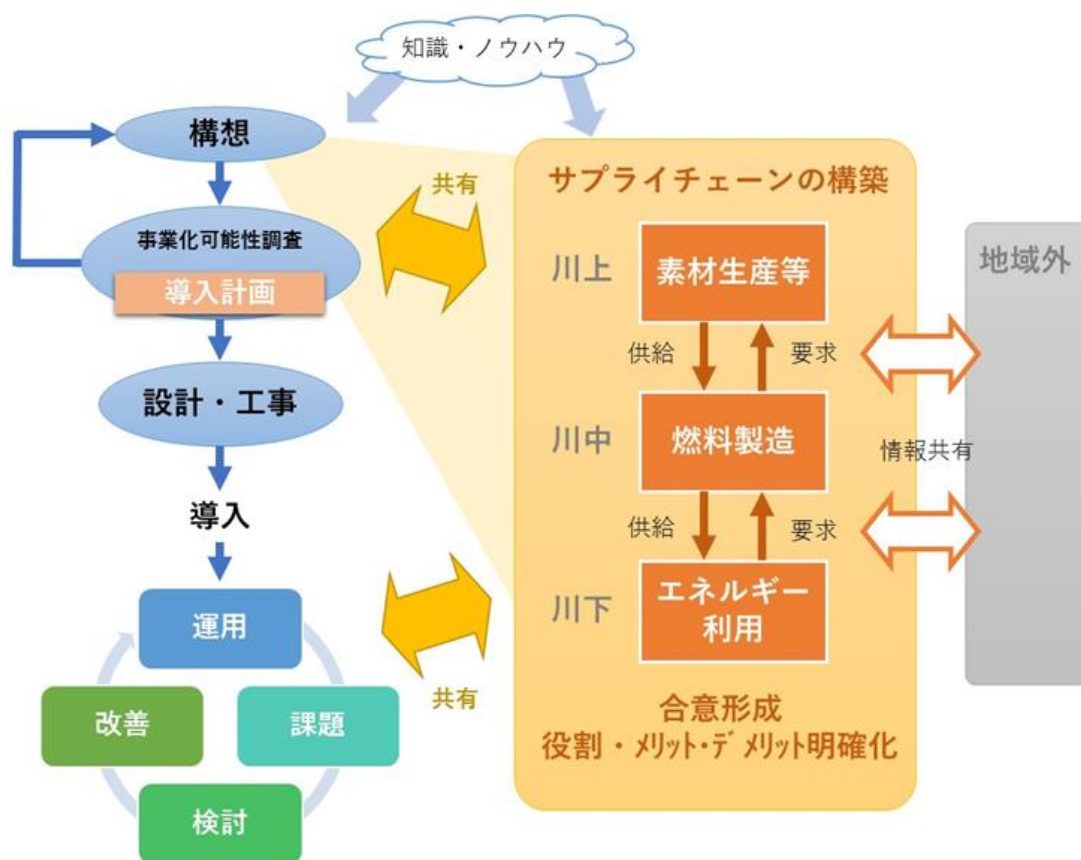 知識・ノウハウ
構想
事業化可能性調査
導入計画
設計・工事
導入
運用
課題
検討
改善
共有
共有
サプライチェーンの構築
川上
素材生産等
供給
要求
川中
燃料製造
供給
要求
川下
エネルギー
利用
合意形成
役割・ﾒﾘｯﾄ･ﾃﾞﾒﾘｯﾄ明確化
地域外
情報共有